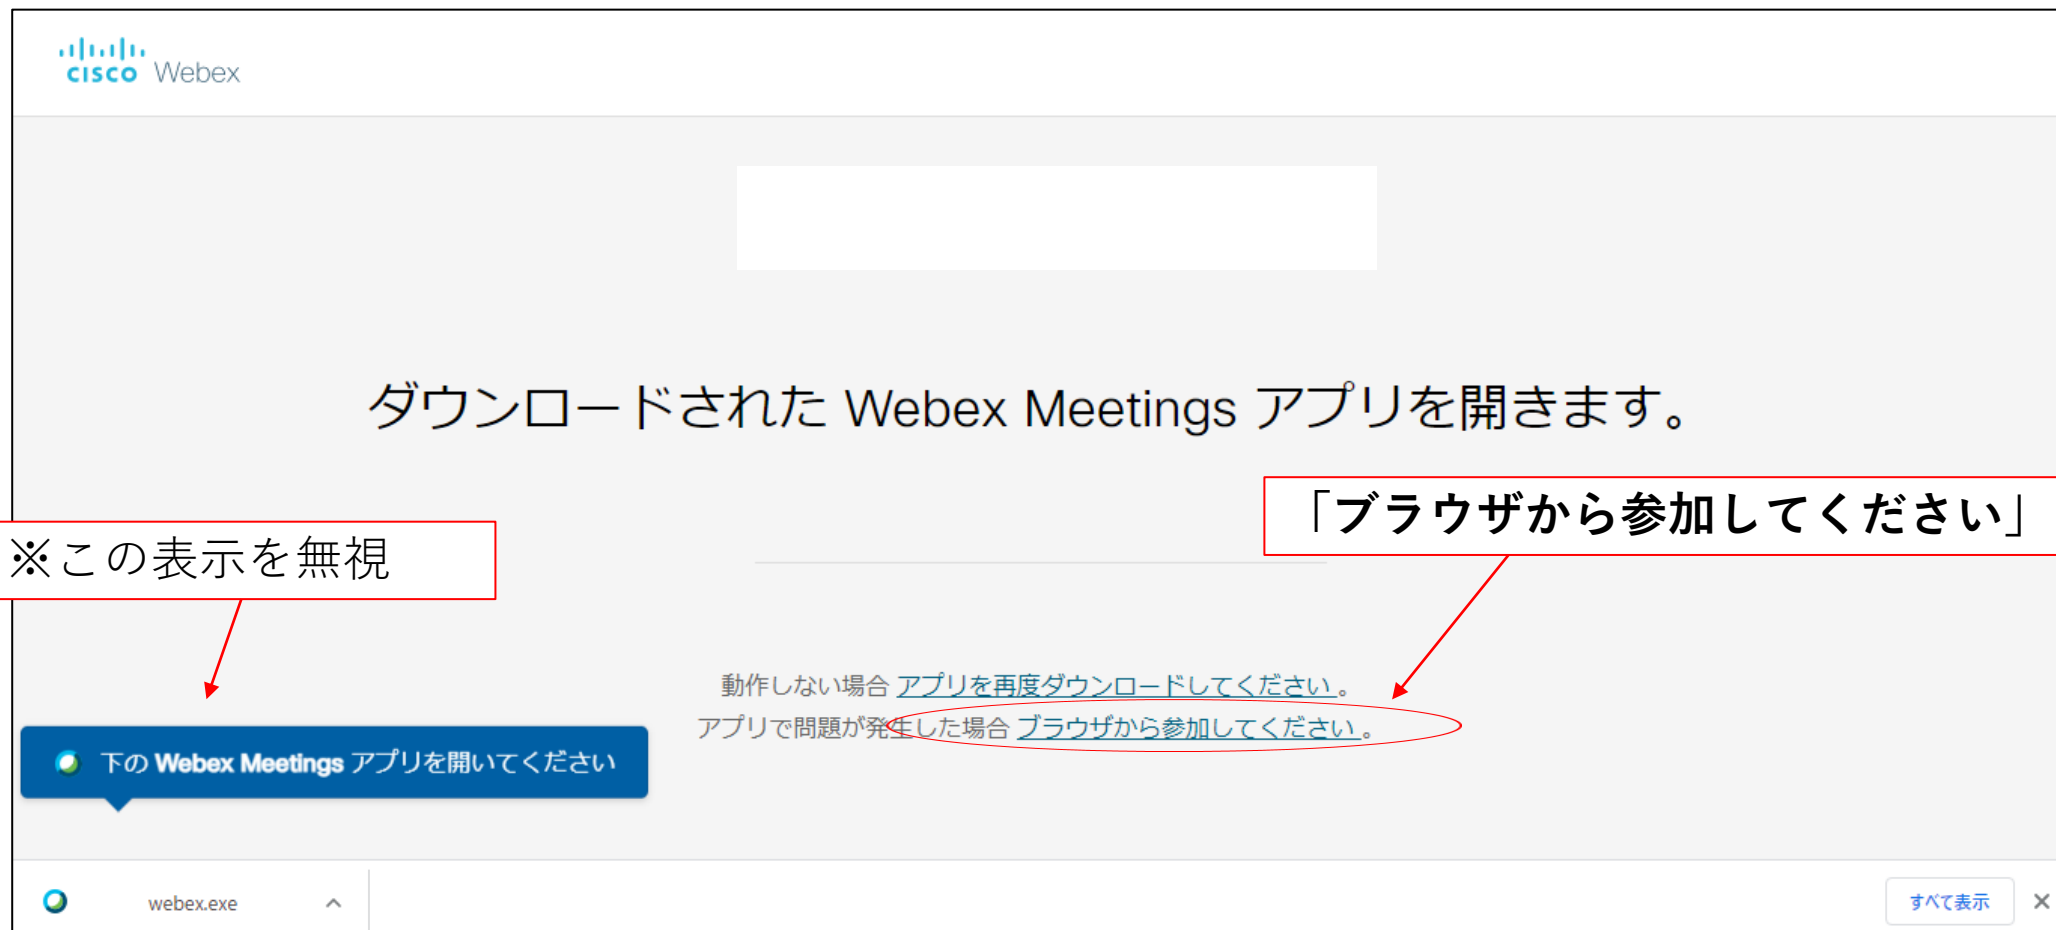 cisco Webex
ダウンロードされた Webex Meetings アプリを開きます。
「ブラウザから参加してください」
※この表示を無視
動作しない場合 アプリを再度ダウンロードしてください 。
アプリで問題が発生した場合 ブラウザから参加してください 。
下の Webex Meetings アプリを開いてください
webex.exe
すべて表示